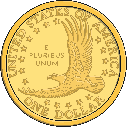 UNITED STATES OF AMERICA
E
PLURIBUS
UNUM
ONE DOLLAR